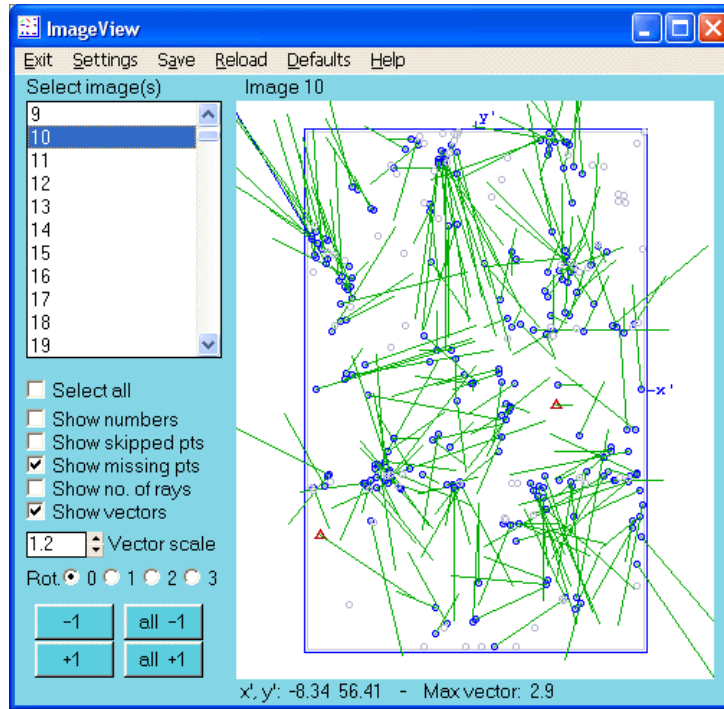 ImageView
Exit Settings Save Reload Defaults Help
Select image(s)
Image 10
9
10
11
12
13
14
15
16
17
18
19
Select all
Show numbers
Show skipped pts
Show missing pts
Show no. of rays
Show vectors
1.2 Vector scale
Rot. 0 1 2 3
-1 all -1
+1 all +1
y'
x'
x', y': -8.34 56.41 - Max vector: 2.9